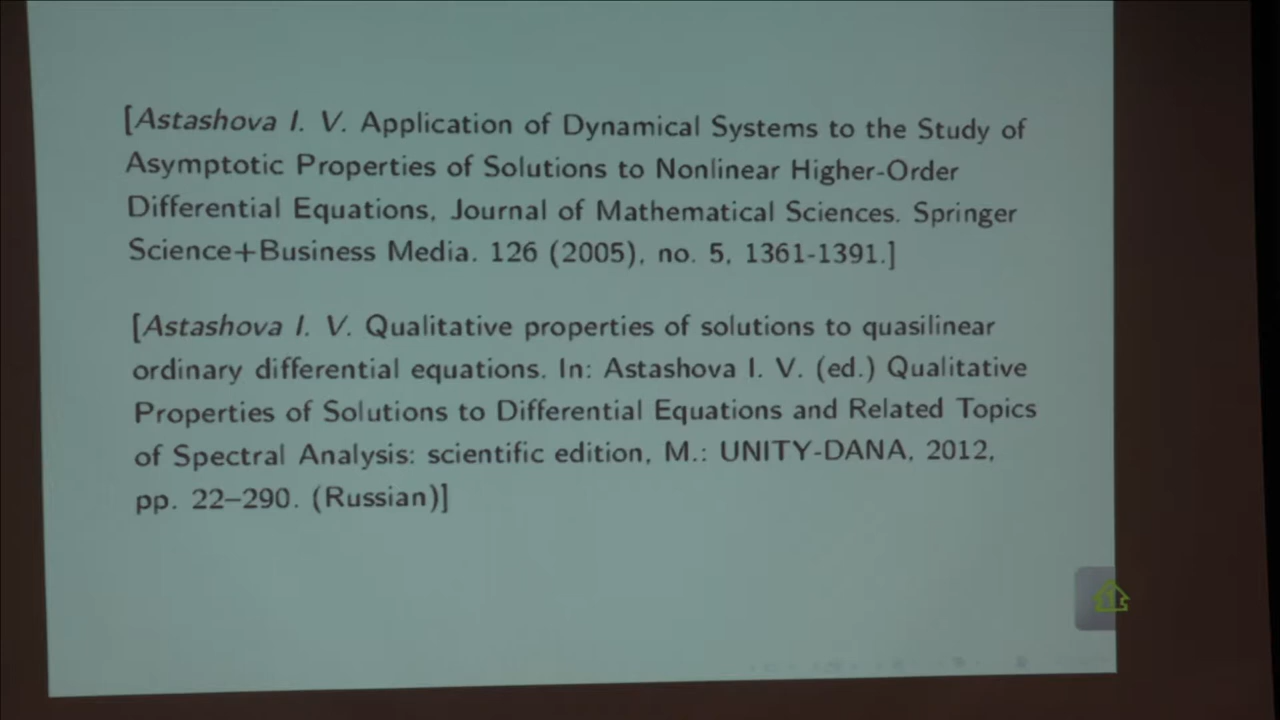 [Astashova I. V. Application of Dynamical Systems to the Study of
Asymptotic Properties of Solutions to Nonlinear Higher-Order
Differential Equations, Journal of Mathematical Sciences. Springer
Science+Business Media. 126 (2005), no. 5, 1361-1391.]
[Astashova I. V. Qualitative properties of solutions to quasilinear
ordinary differential equations. In: Astashova I. V. (ed.) Qualitative
Properties of Solutions to Differential Equations and Related Topics
of Spectral Analysis: scientific edition, M.: UNITY-DANA, 2012,
pp. 22–290. (Russian)]